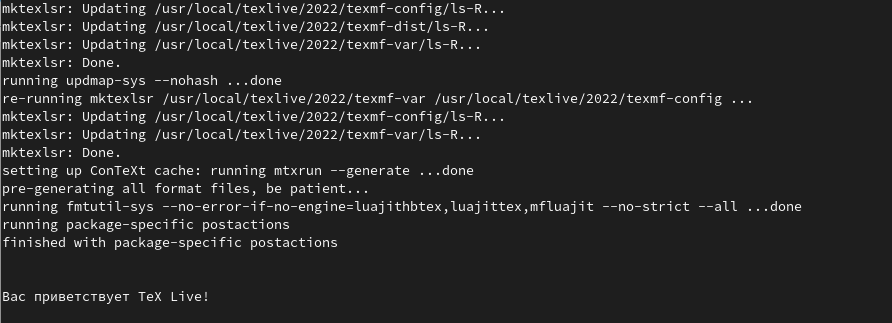 mktexlsr: Updating /usr/local/texlive/2022/texmf-config/ls-R...
mktexlsr: Updating /usr/local/texlive/2022/texmf-dist/ls-R...
mktexlsr: Updating /usr/local/texlive/2022/texmf-var/ls-R...
mktexlsr: Done.
running updmap-sys --nohash ...done
re-running mktexlsr /usr/local/texlive/2022/texmf-var /usr/local/texlive/2022/texmf-config ...
mktexlsr: Updating /usr/local/texlive/2022/texmf-config/ls-R...
mktexlsr: Updating /usr/local/texlive/2022/texmf-var/ls-R...
mktexlsr: Done.
setting up ConTeXt cache: running mtxrun --generate ...done
pre-generating all format files, be patient...
running fmtutil-sys --no-error-if-no-engine=luajithbtex,luajittex,mfluajit --no-strict --all ...done
running package-specific postactions
finished with package-specific postactions
Вас приветствует TeX Live!